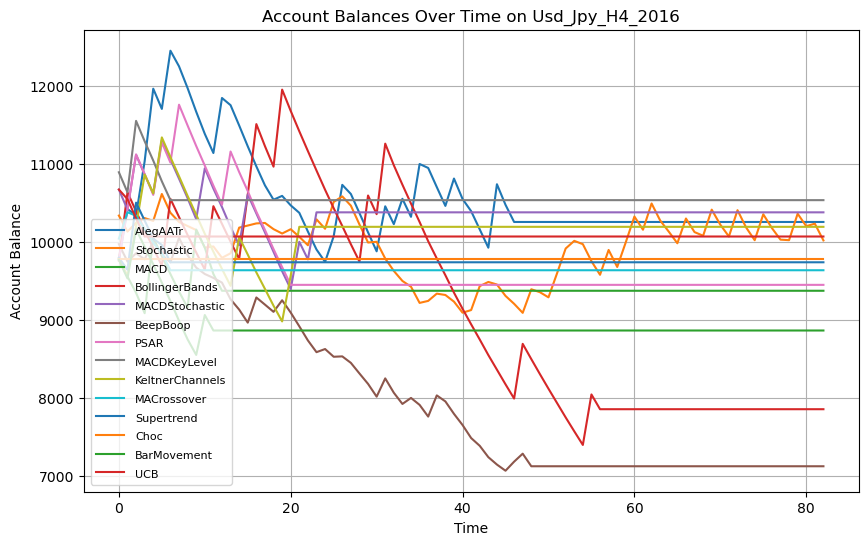 Account Balances Over Time on Usd_Jpy_H4_2016
Account Balance
12000
11000
10000
9000
8000
7000
AlegAATr
Stochastic
MACD
BollingerBands
MACDStochastic
BeepBoop
PSAR
MACDKeyLevel
KeltnerChannels
MACrossover
Supertrend
Choc
BarMovement
UCB
0
20
40
60
80
Time